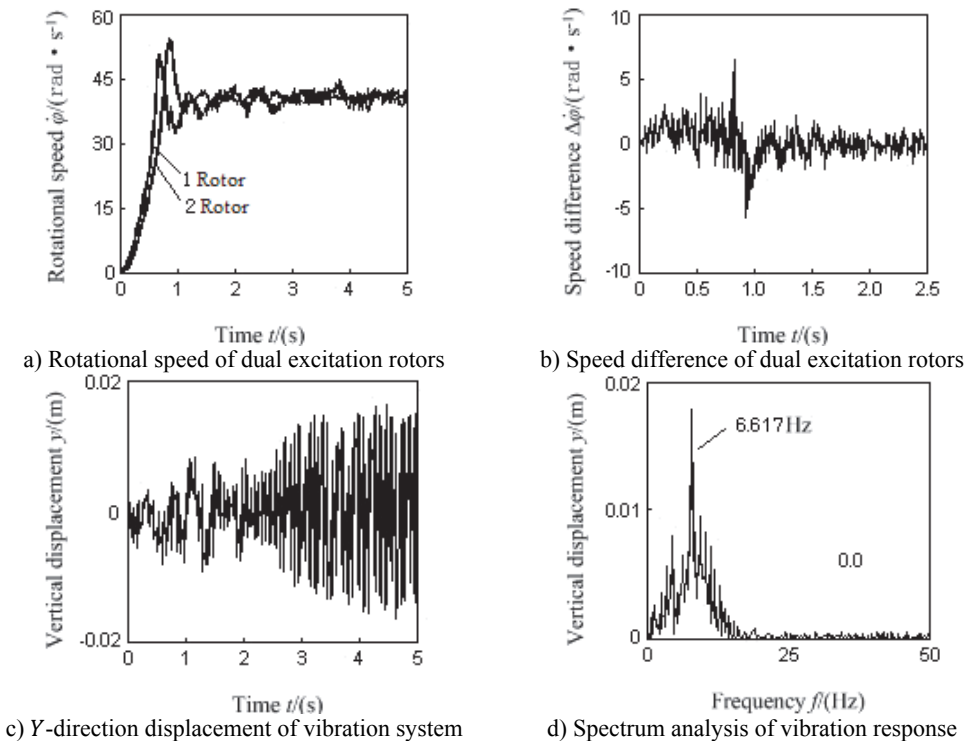 Rotational speed φ̇/(rad • s⁻¹)
60
45
30
15
0
1 Rotor
2 Rotor
0 1 2 3 4 5
Time t/(s)
a) Rotational speed of dual excitation rotors
Speed difference Δφ̇/(rad • s⁻¹)
10
5
0
-5
-10
0 0.5 1.0 1.5 2.0 2.5
Time t/(s)
b) Speed difference of dual excitation rotors
Vertical displacement y/(m)
0.02
0
-0.02
0 1 2 3 4 5
Time t/(s)
c) Y-direction displacement of vibration system
Vertical displacement y/(m)
0.02
0.01
0
6.617Hz
0.0
0 25 50
Frequency f/(Hz)
d) Spectrum analysis of vibration response